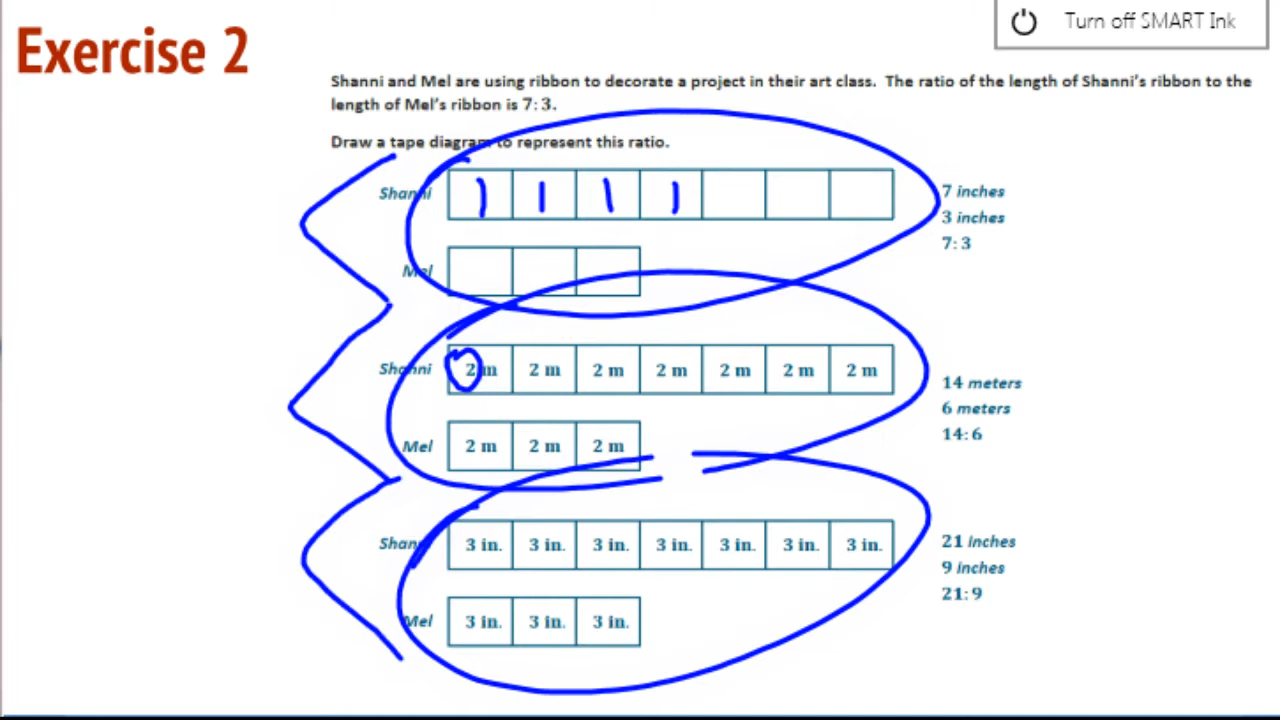 Turn off SMART Ink
Exercise 2
Shanni and Mel are using ribbon to decorate a project in their art class. The ratio of the length of Shanni's ribbon to the
length of Mel's ribbon is 7:3.
Draw a tape diagram to represent this ratio.
Shanni 1 1 1 1
7 inches
3 inches
7:3
Mel
Shanni 2 m 2 m 2 m 2 m 2 m 2 m 2 m
14 meters
6 meters
14:6
Mel 2 m 2 m 2 m
Shanni 3 in. 3 in. 3 in. 3 in. 3 in. 3 in. 3 in.
21 inches
9 inches
21:9
Mel 3 in. 3 in. 3 in.